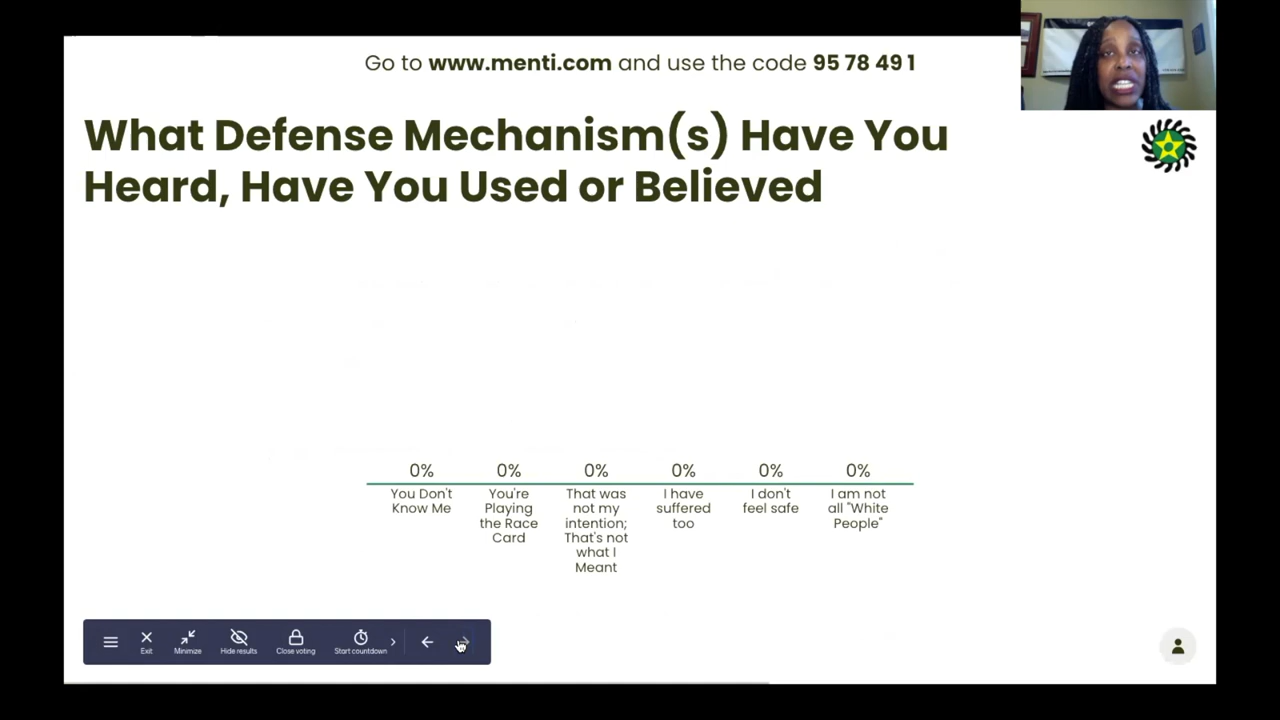 Go to www.menti.com and use the code 95 78 49 1
What Defense Mechanism(s) Have You
Heard, Have You Used or Believed
0% 0% 0% 0% 0% 0%
You Don't
Know Me
You're
Playing
the Race
Card
That was
not my
intention;
That's not
what I
Meant
I have
suffered
too
I don't
feel safe
I am not
all "White
People"
Exit
Minimize
Hide results
Close voting
Start countdown